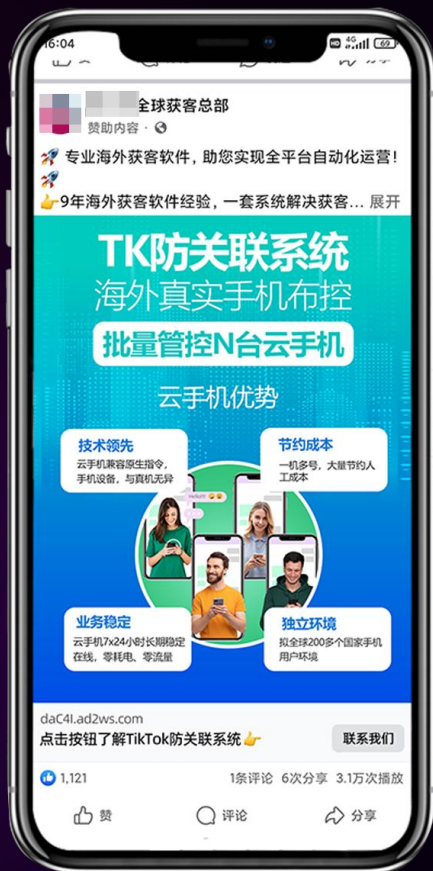 16:04
4G
69
全球获客总部
赞助内容 ·
🚀 专业海外获客软件，助您实现全平台自动化运营！
🚀
👉9年海外获客软件经验，一套系统解决获客... 展开
TK防关联系统
海外真实手机布控
批量管控N台云手机
云手机优势
技术领先
云手机兼容原生指令，
手机设备，与真机无异
节约成本
一机多号，大量节约人
工成本
Hello!!!
业务稳定
云手机7x24小时长期稳定
在线，零耗电、零流量
独立环境
拟全球200多个国家手机
用户环境
daC4I.ad2ws.com
点击按钮了解TikTok防关联系统👉
联系我们
1,121
1条评论 6次分享 3.1万次播放
赞
评论
分享